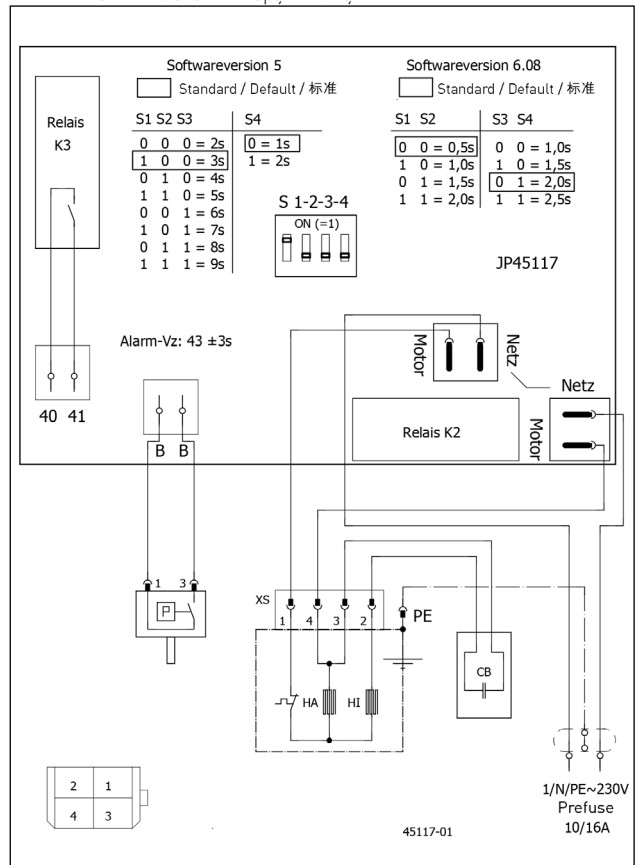 Softwareversion 5
Standard / Default / 标准
S1 S2 S3 S4
0 0 0 = 2s 0 = 1s
1 0 0 = 3s 1 = 2s
0 1 0 = 4s
1 1 0 = 5s
0 0 1 = 6s
1 0 1 = 7s
0 1 1 = 8s
1 1 1 = 9s
Softwareversion 6.08
Standard / Default / 标准
S1 S2 S3 S4
0 0 = 0,5s 0 0 = 1,0s
1 0 = 1,0s 1 0 = 1,5s
0 1 = 1,5s 0 1 = 2,0s
1 1 = 2,0s 1 1 = 2,5s
Relais
K3
S 1-2-3-4
ON (=1)
JP45117
Alarm-Vz: 43 ±3s
Motor
Netz
Netz
Motor
40 41
B B
Relais K2
1 3
P
XS
1 4 3 2
PE
HA
HI
CB
2 1
4 3
1/N/PE~230V
Prefuse
10/16A
45117-01